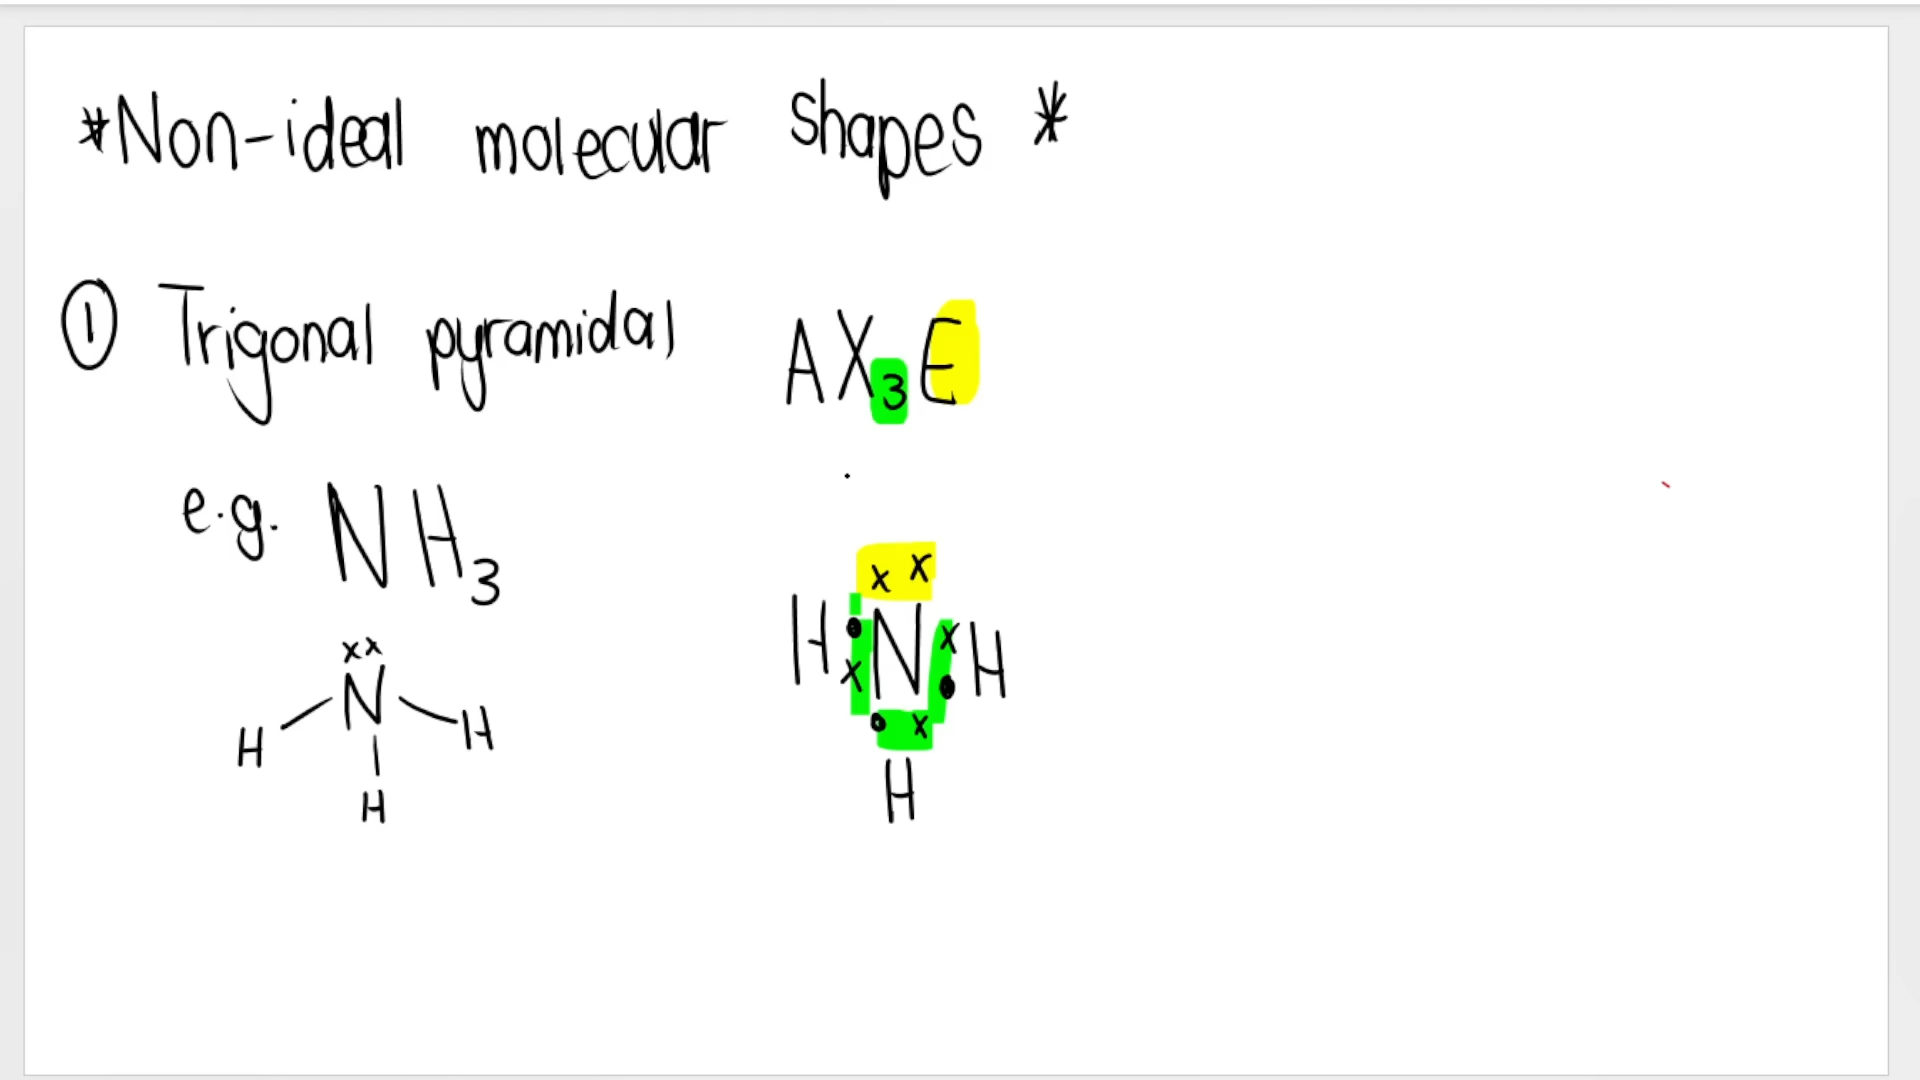 *Non-ideal molecular shapes *
① Trigonal pyramidal AX₃E
e.g. NH₃
xx
N
H H
H
x x
H •x N x• H
• x
H